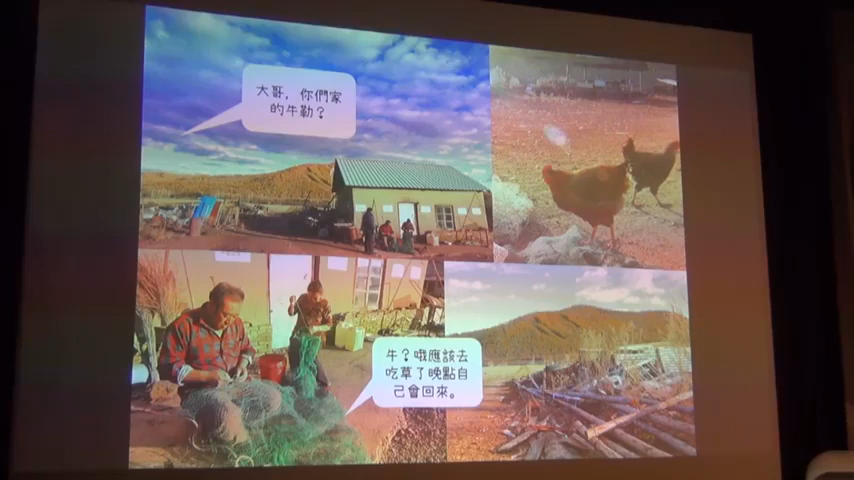 大哥，你們家
的牛勒？
牛？哦應該去
吃草了晚點自
己會回來。